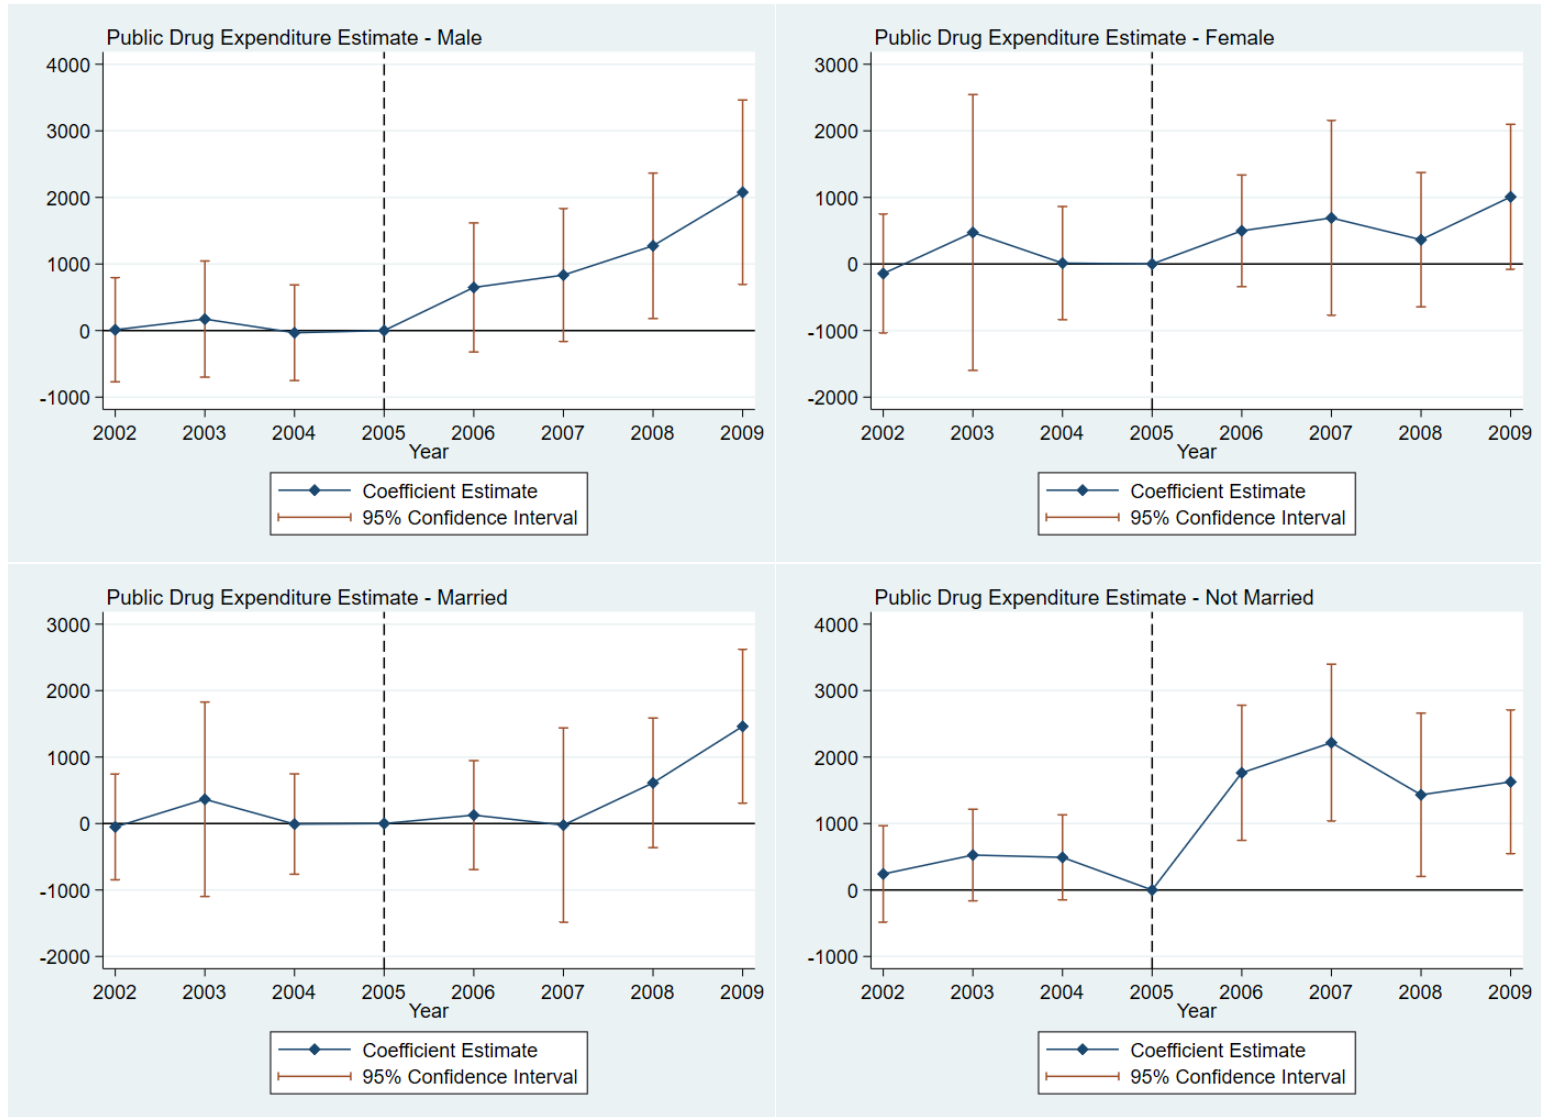 Public Drug Expenditure Estimate - Male
4000
3000
2000
1000
0
-1000
2002 2003 2004 2005 2006 2007 2008 2009
Year
Coefficient Estimate
95% Confidence Interval
Public Drug Expenditure Estimate - Female
3000
2000
1000
0
-1000
-2000
2002 2003 2004 2005 2006 2007 2008 2009
Year
Coefficient Estimate
95% Confidence Interval
Public Drug Expenditure Estimate - Married
3000
2000
1000
0
-1000
-2000
2002 2003 2004 2005 2006 2007 2008 2009
Year
Coefficient Estimate
95% Confidence Interval
Public Drug Expenditure Estimate - Not Married
4000
3000
2000
1000
0
-1000
2002 2003 2004 2005 2006 2007 2008 2009
Year
Coefficient Estimate
95% Confidence Interval